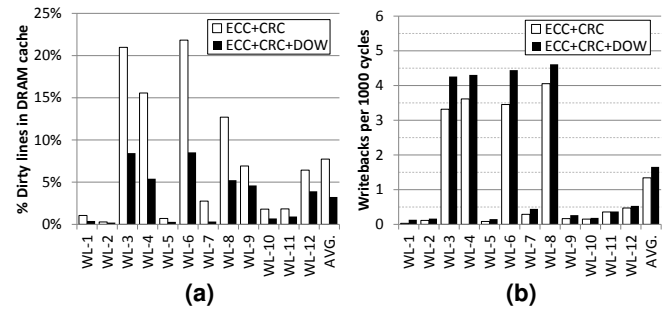 % Dirty lines in DRAM cache
25%
20%
15%
10%
5%
0%
ECC+CRC
ECC+CRC+DOW
WL-1
WL-2
WL-3
WL-4
WL-5
WL-6
WL-7
WL-8
WL-9
WL-10
WL-11
WL-12
AVG.
(a)
Writebacks per 1000 cycles
6
5
4
3
2
1
0
ECC+CRC
ECC+CRC+DOW
WL-1
WL-2
WL-3
WL-4
WL-5
WL-6
WL-7
WL-8
WL-9
WL-10
WL-11
WL-12
AVG.
(b)